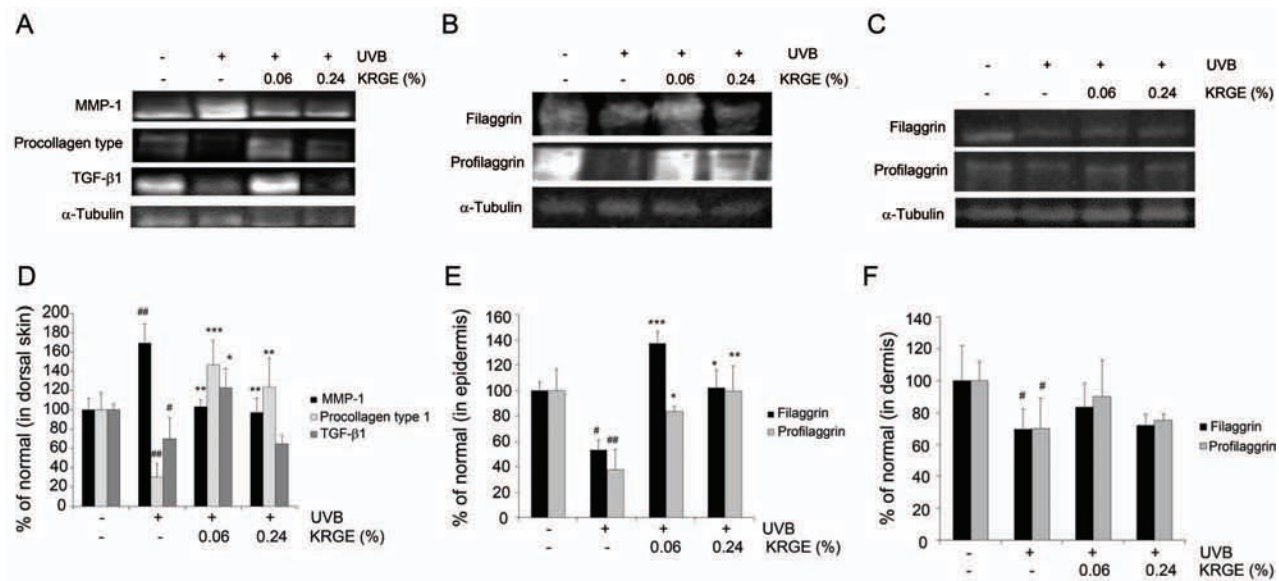 A
- + + + UVB
- - 0.06 0.24 KRGE (%)
MMP-1
Procollagen type
TGF-β1
α-Tubulin
B
- + + + UVB
- - 0.06 0.24 KRGE (%)
Filaggrin
Profilaggrin
α-Tubulin
C
- + + + UVB
- - 0.06 0.24 KRGE (%)
Filaggrin
Profilaggrin
α-Tubulin
D
% of normal (in dorsal skin)
200
180
160
140
120
100
80
60
40
20
0
##
##
#
**
***
*
**
**
MMP-1
Procollagen type 1
TGF-β1
- + + + UVB
- - 0.06 0.24 KRGE (%)
E
% of normal (in epidermis)
160
140
120
100
80
60
40
20
0
#
##
***
*
*
**
Filaggrin
Profilaggrin
- + + + UVB
- - 0.06 0.24 KRGE (%)
F
% of normal (in dermis)
140
120
100
80
60
40
20
0
#
#
Filaggrin
Profilaggrin
- + + + UVB
- - 0.06 0.24 KRGE (%)